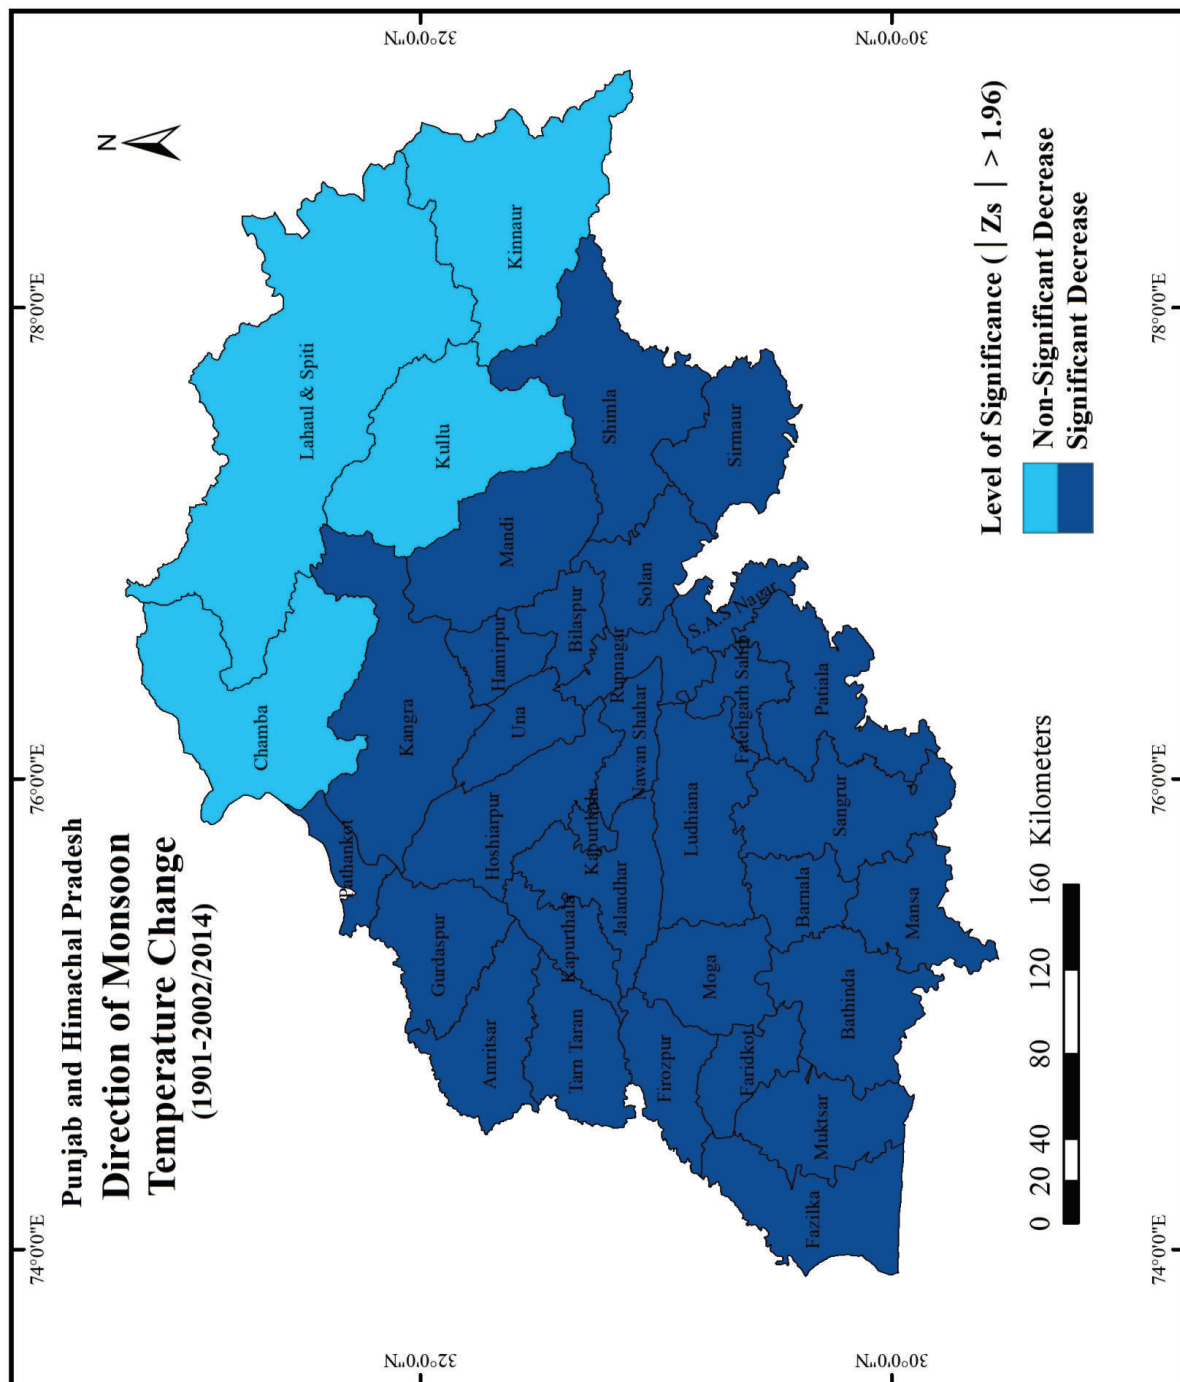 Punjab and Himachal Pradesh
Direction of Monsoon
Temperature Change
(1901-2002/2014)
N
74°0'0"E
76°0'0"E
78°0'0"E
32°0'0"N
32°0'0"N
30°0'0"N
30°0'0"N
Chamba
Lahaul & Spiti
Pathankot
Kangra
Kullu
Kinnaur
Gurdaspur
Hoshiarpur
Una
Hamirpur
Mandi
Amritsar
Kapurthala
Kapurthala
Bilaspur
Shimla
Tarn Taran
Jalandhar
Nawan Shahar
Rupnagar
Solan
Firozpur
Moga
Ludhiana
Fatehgarh Sahib
S.A.S Nagar
Sirmaur
Faridkot
Barnala
Sangrur
Patiala
Fazilka
Muktsar
Bathinda
Mansa
Level of Significance ( | Zs | > 1.96)
Non-Significant Decrease
Significant Decrease
0 20 40 80 120 160 Kilometers
74°0'0"E
76°0'0"E
78°0'0"E